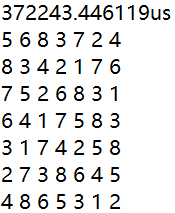 372243.446119us
5 6 8 3 7 2 4
8 3 4 2 1 7 6
7 5 2 6 8 3 1
6 4 1 7 5 8 3
3 1 7 4 2 5 8
2 7 3 8 6 4 5
4 8 6 5 3 1 2